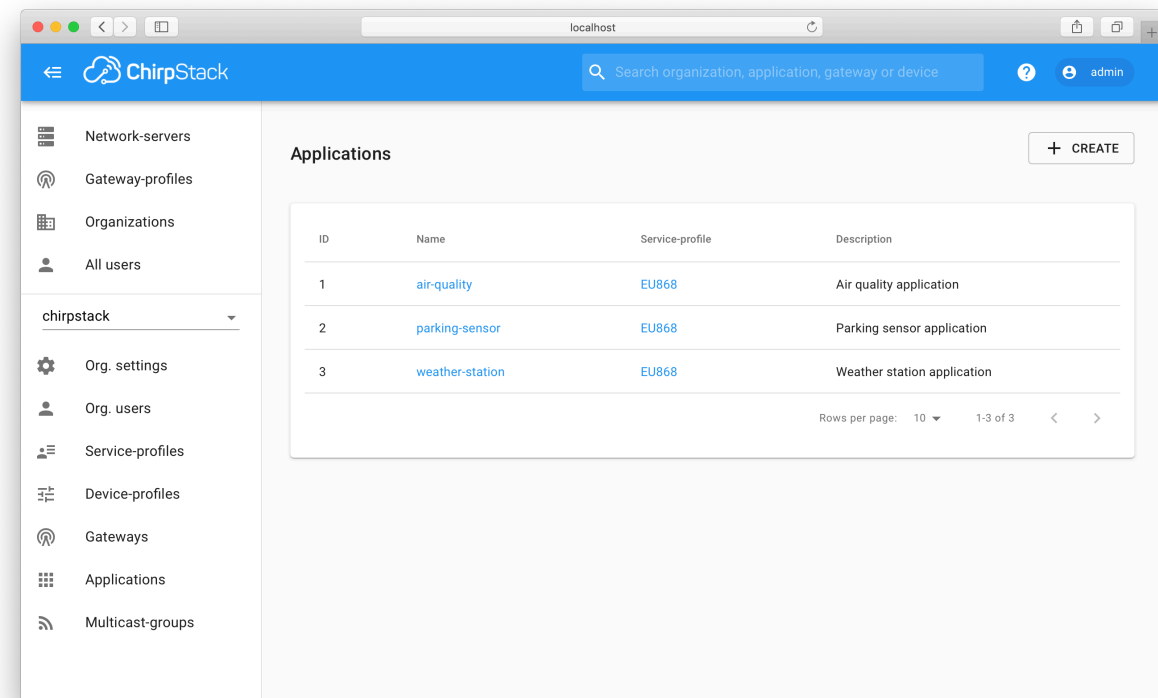 localhost
ChirpStack
Search organization, application, gateway or device
? admin
Network-servers
Gateway-profiles
Organizations
All users
chirpstack
Org. settings
Org. users
Service-profiles
Device-profiles
Gateways
Applications
Multicast-groups
Applications
+ CREATE
ID Name Service-profile Description
1 air-quality EU868 Air quality application
2 parking-sensor EU868 Parking sensor application
3 weather-station EU868 Weather station application
Rows per page: 10 1-3 of 3